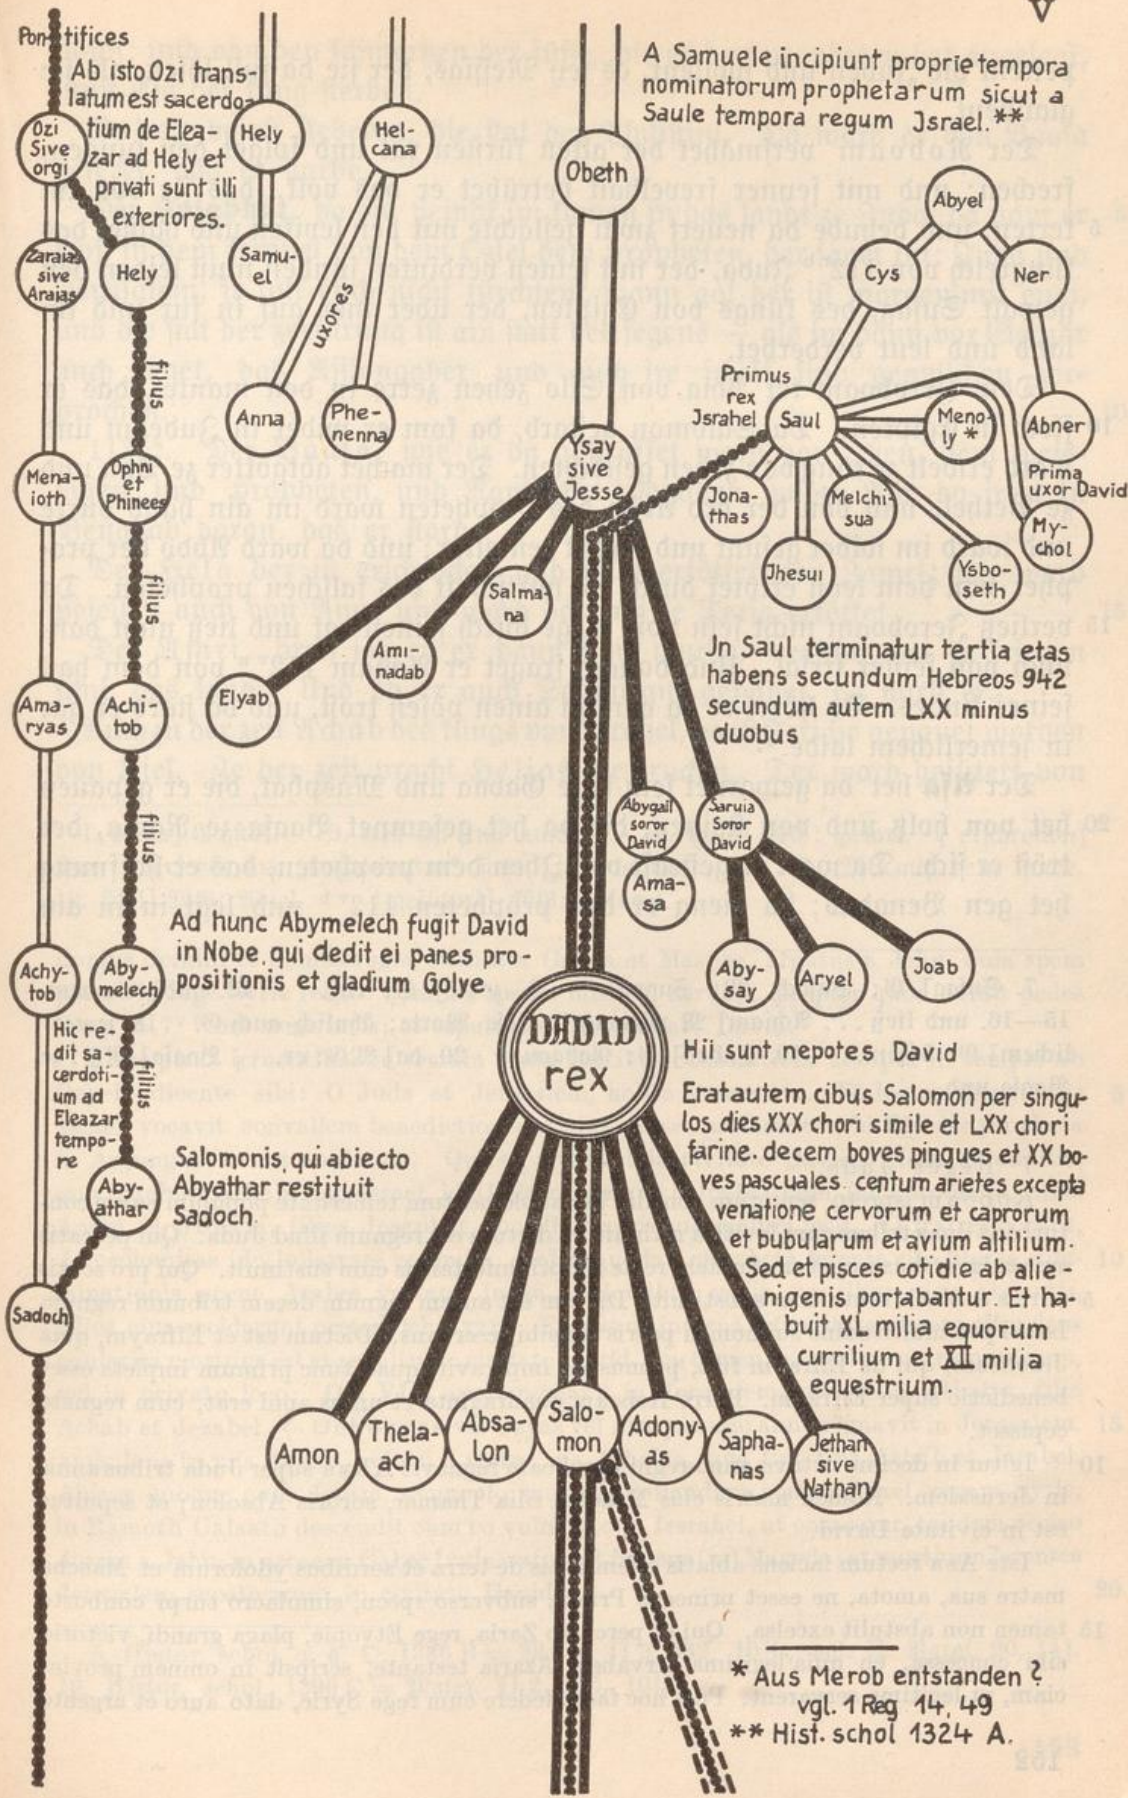 V
Pontifices
Ab isto Ozi trans-
latum est sacerdo-
tium de Elea-
zar ad Hely et
privati sunt illi
exteriores.
Ozi
Sive
orgi
Hely
Hel-
cana
Obeth
A Samuele incipiunt proprie tempora
nominatorum prophetarum sicut a
Saule tempora regum Jsrael. **
Abyel
Cys
Ner
Zaraias
sive
Araias
Hely
Samu-
el
uxores
filius
Anna
Phe-
nenna
Primus
rex
Jsrahel
Saul
Meno-
ly *
Abner
Prima
uxor David
Ysay
sive
Jesse
Mena-
ioth
Ophni
et
Phinees
Jona-
thas
Melchi-
sua
My-
chol
Jhesui
Ysbo-
seth
filius
Salma-
na
Ami-
nadab
Elyab
Ama-
ryas
Achi-
tob
Jn Saul terminatur tertia etas
habens secundum Hebreos 942
secundum autem LXX minus
duobus
filius
Abygail
soror
David
Saruia
Soror
David
Ama-
sa
Ad hunc Abymelech fugit David
in Nobe, qui dedit ei panes pro-
positionis et gladium Golye
Achy-
tob
Aby-
melech
Aby-
say
Aryel
Joab
DAVID
rex
Hii sunt nepotes David
Hic re-
dit sa-
cerdoti-
um ad
Eleazar
tempo-
re
filius
Salomonis, qui abiecto
Abyathar restituit
Sadoch.
Aby-
athar
Sadoch
Erat autem cibus Salomon per singu-
los dies XXX chori simile et LXX chori
farine. decem boves pingues et XX bo-
ves pascuales centum arietes excepta
venatione cervorum et caprorum
et bubularum et avium altilium.
Sed et pisces cotidie ab alie-
nigenis portabantur. Et ha-
buit XL milia equorum
currilium et XII milia
equestrium.
Amon
Thela-
ach
Absa-
lon
Salo-
mon
Adony-
as
Sapha-
nas
Jethan
sive
Nathan
* Aus Merob entstanden?
vgl. 1 Reg 14, 49
** Hist. schol 1324 A.